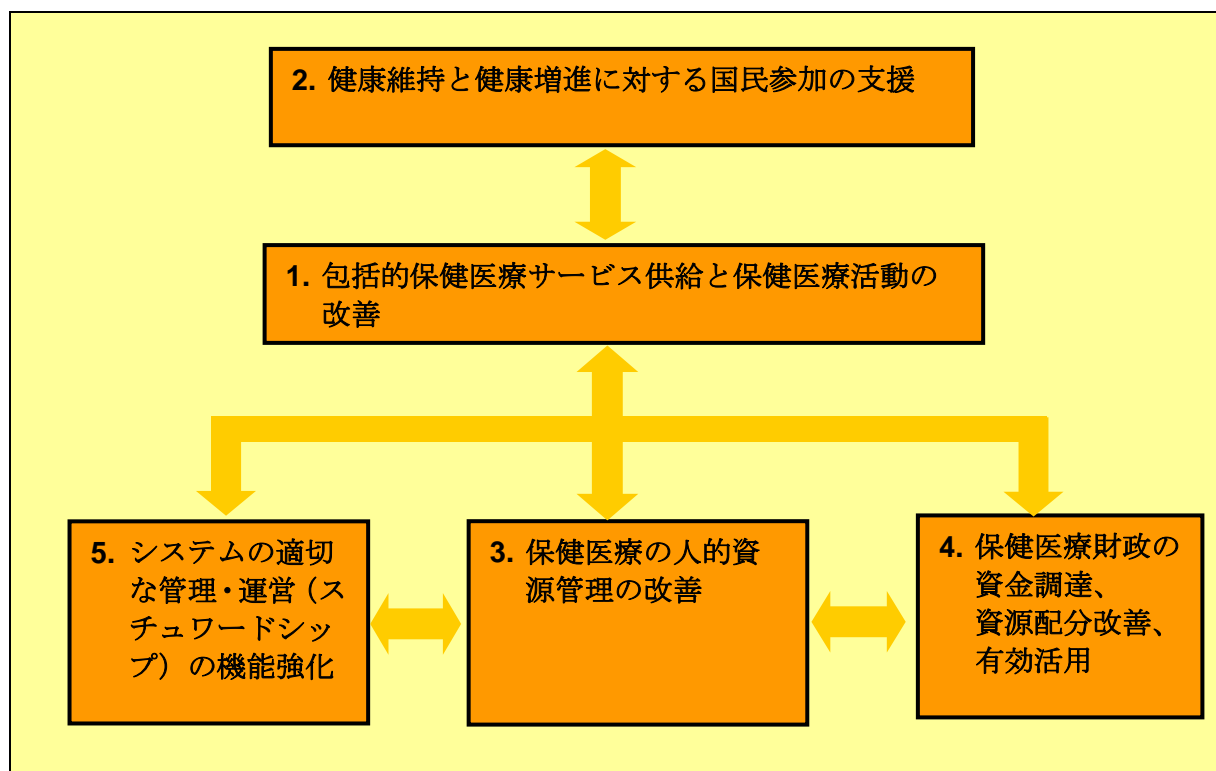 2. 健康維持と健康増進に対する国民参加の支援
1. 包括的保健医療サービス供給と保健医療活動の
改善
5. システムの適切
な管理・運営（ス
チュワードシッ
プ）の機能強化
3. 保健医療の人的資
源管理の改善
4. 保健医療財政の
資金調達、
資源配分改善、
有効活用